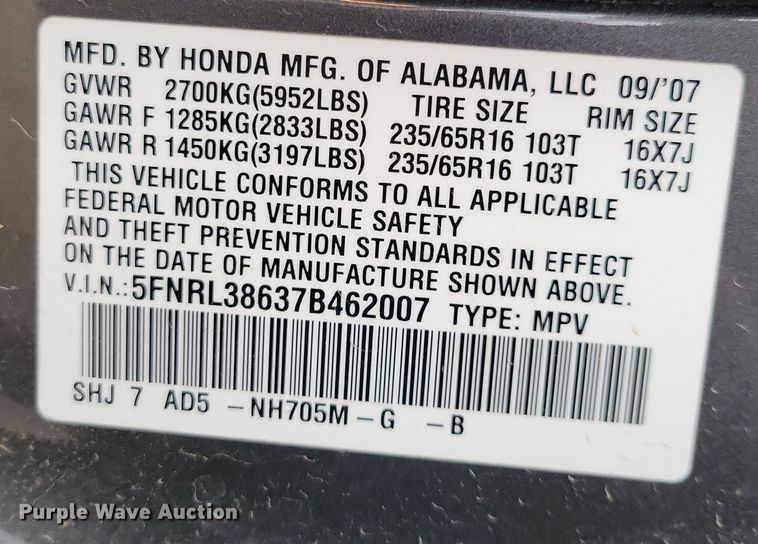 MFD. BY HONDA MFG. OF ALABAMA, LLC 09/'07
GVWR 2700KG(5952LBS) TIRE SIZE RIM SIZE
GAWR F 1285KG(2833LBS) 235/65R16 103T 16X7J
GAWR R 1450KG(3197LBS) 235/65R16 103T 16X7J
THIS VEHICLE CONFORMS TO ALL APPLICABLE
FEDERAL MOTOR VEHICLE SAFETY
AND THEFT PREVENTION STANDARDS IN EFFECT
ON THE DATE OF MANUFACTURE SHOWN ABOVE.
V.I.N.: 5FNRL38637B462007 TYPE: MPV
SHJ 7 AD5 -NH705M-G -B
Purple Wave Auction